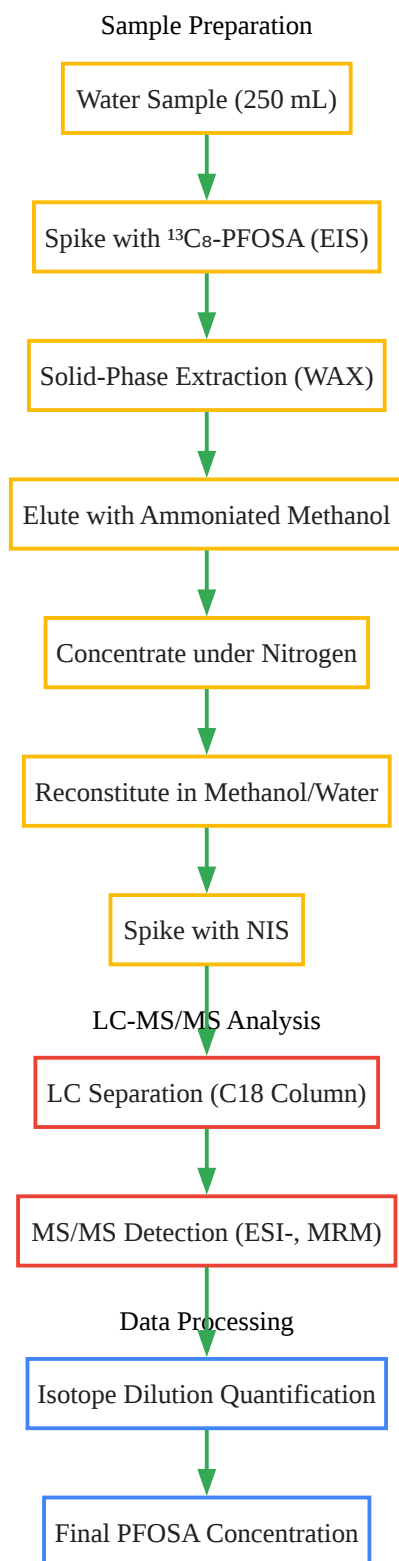 Sample Preparation
Water Sample (250 mL)
Spike with ¹³C₈-PFOSA (EIS)
Solid-Phase Extraction (WAX)
Elute with Ammoniated Methanol
Concentrate under Nitrogen
Reconstitute in Methanol/Water
Spike with NIS
LC-MS/MS Analysis
LC Separation (C18 Column)
MS/MS Detection (ESI-, MRM)
Data Processing
Isotope Dilution Quantification
Final PFOSA Concentration